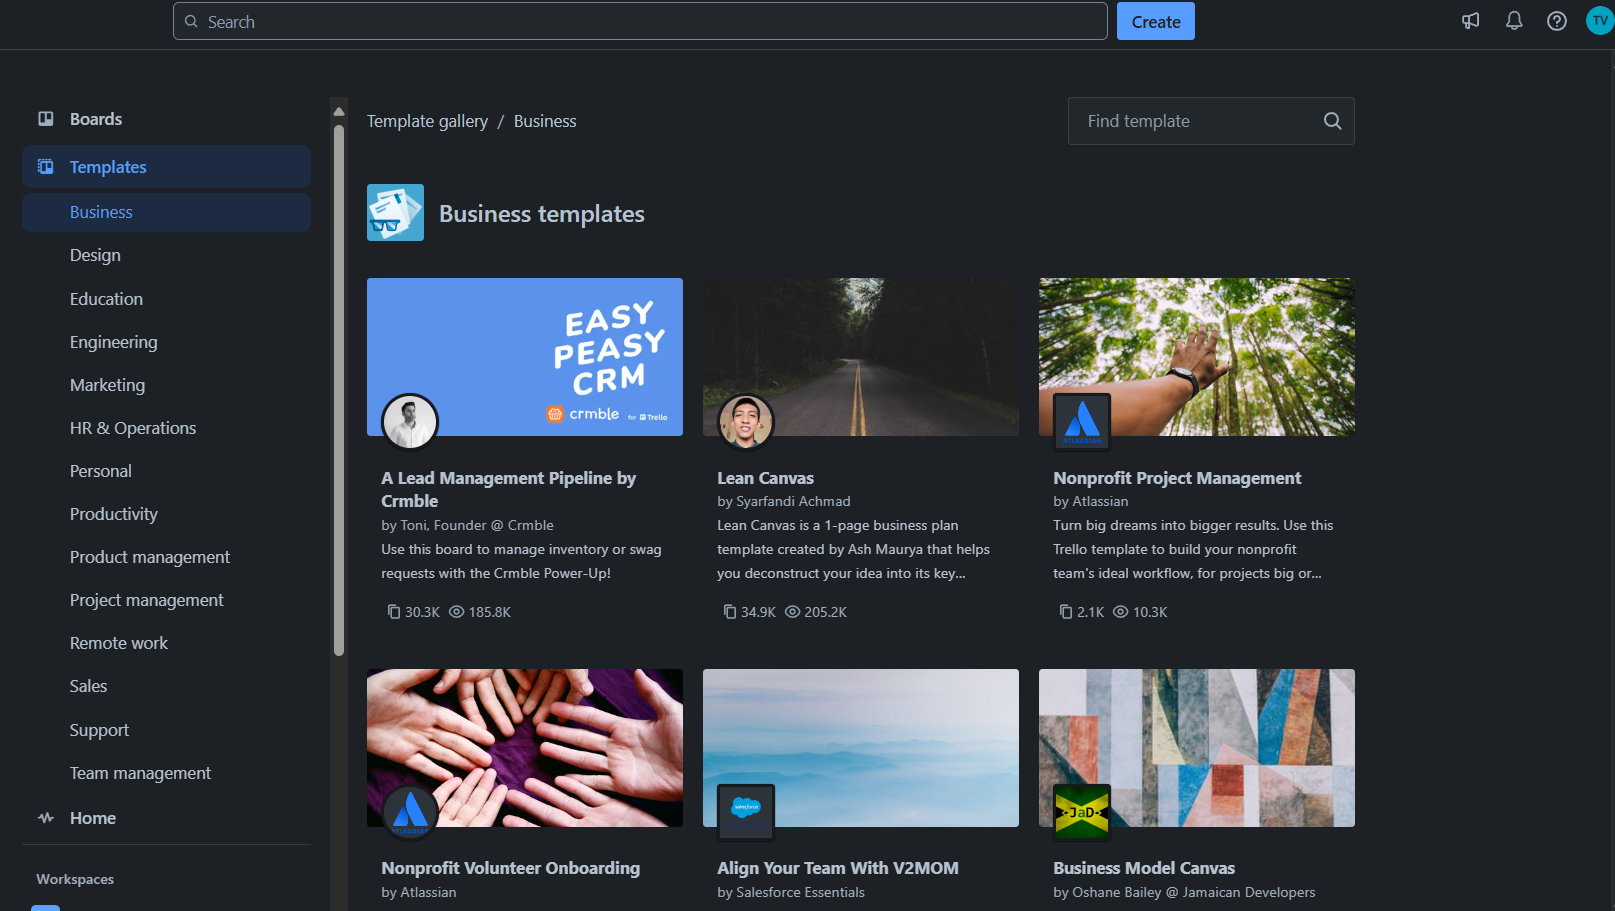 Search
Create
TV
Boards
Templates
Business
Design
Education
Engineering
Marketing
HR & Operations
Personal
Productivity
Product management
Project management
Remote work
Sales
Support
Team management
Home
Workspaces
Template gallery / Business
Find template
Business templates
EASY
PEASY
CRM
crmble for Trello
A Lead Management Pipeline by
Crmble
by Toni, Founder @ Crmble
Use this board to manage inventory or swag
requests with the Crmble Power-Up!
30.3K 185.8K
Lean Canvas
by Syarfandi Achmad
Lean Canvas is a 1-page business plan
template created by Ash Maurya that helps
you deconstruct your idea into its key...
34.9K 205.2K
ATLASSIAN
Nonprofit Project Management
by Atlassian
Turn big dreams into bigger results. Use this
Trello template to build your nonprofit
team's ideal workflow, for projects big or...
2.1K 10.3K
ATLASSIAN
Nonprofit Volunteer Onboarding
by Atlassian
salesforce
Align Your Team With V2MOM
by Salesforce Essentials
JaD
Business Model Canvas
by Oshane Bailey @ Jamaican Developers